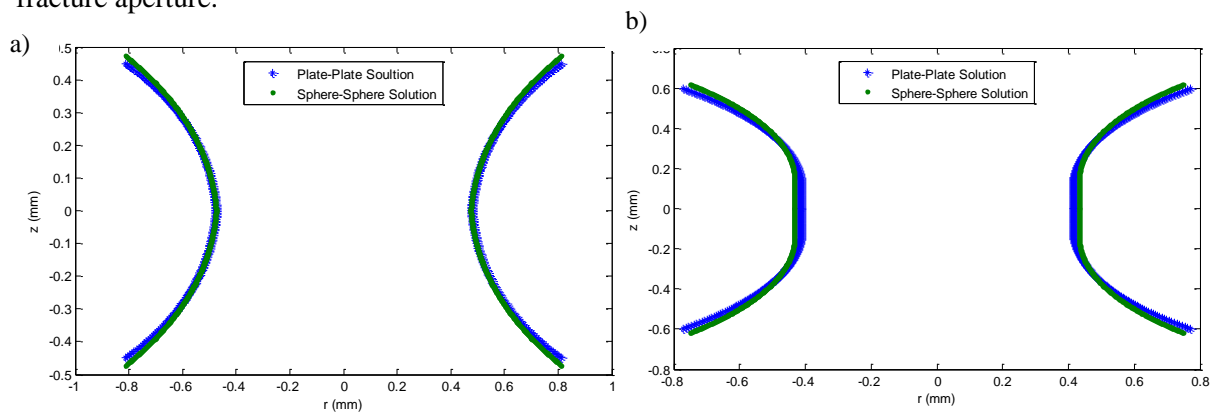 fracture aperture.
a)
0.5
0.4
0.3
0.2
0.1
0
-0.1
-0.2
-0.3
-0.4
-0.5
z (mm)
-1 -0.8 -0.6 -0.4 -0.2 0 0.2 0.4 0.6 0.8 1
r (mm)
Plate-Plate Soultion
Sphere-Sphere Solution
b)
0.6
0.4
0.2
0
-0.2
-0.4
-0.6
-0.8
z (mm)
-0.8 -0.6 -0.4 -0.2 0 0.2 0.4 0.6 0.8
r (mm)
Plate-Plate Solution
Sphere-Sphere Solution